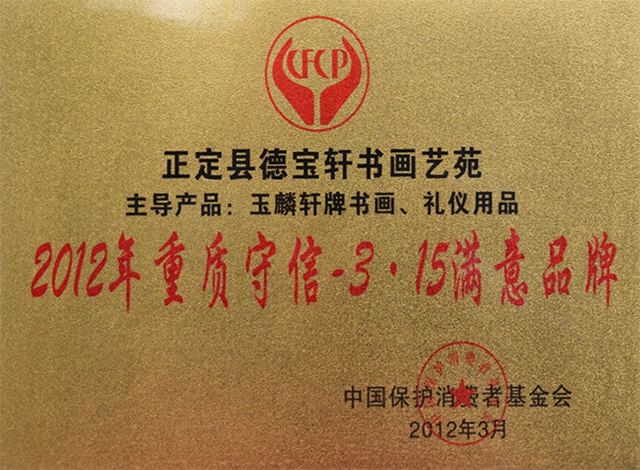 CFCP
正定县德宝轩书画艺苑
主导产品：玉麟轩牌书画、礼仪用品
2012年重质守信-3·15满意品牌
中国保护消费者基金会
2012年3月